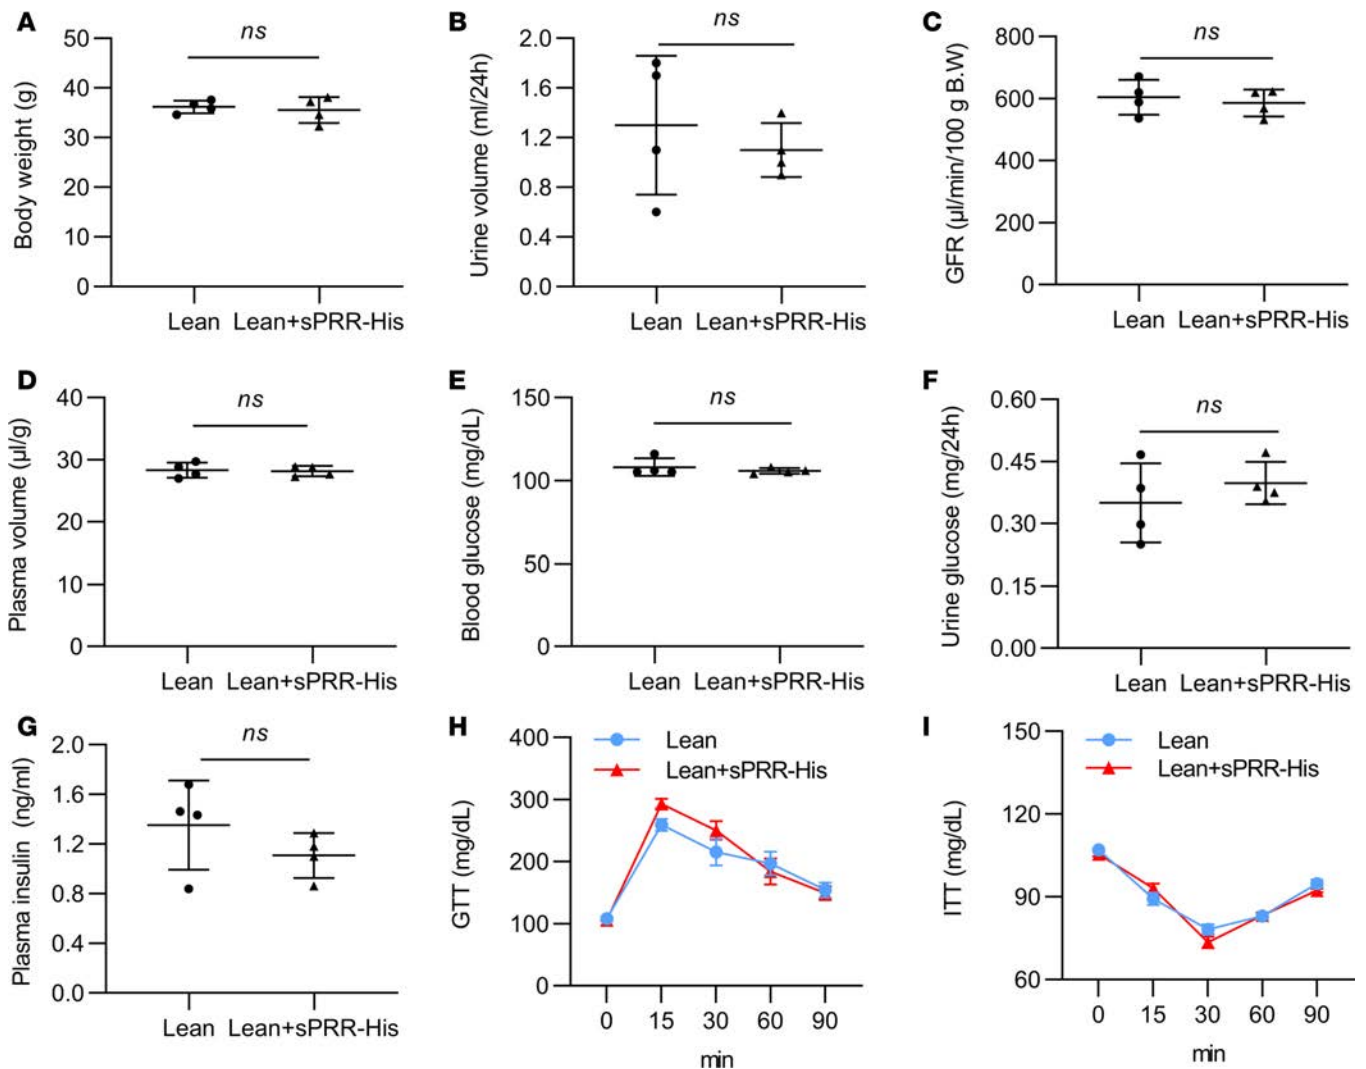 A
Body weight (g)
50
40
30
20
10
0
ns
Lean
Lean+sPRR-His
B
Urine volume (ml/24h)
2.0
1.6
1.2
0.8
0.4
0.0
ns
Lean
Lean+sPRR-His
C
GFR (µl/min/100 g B.W)
800
600
400
200
0
ns
Lean
Lean+sPRR-His
D
Plasma volume (µl/g)
40
30
20
10
0
ns
Lean
Lean+sPRR-His
E
Blood glucose (mg/dL)
150
100
50
0
ns
Lean
Lean+sPRR-His
F
Urine glucose (mg/24h)
0.60
0.45
0.30
0.15
0.00
ns
Lean
Lean+sPRR-His
G
Plasma insulin (ng/ml)
2.0
1.6
1.2
0.8
0.4
0.0
ns
Lean
Lean+sPRR-His
H
GTT (mg/dL)
400
300
200
100
0
Lean
Lean+sPRR-His
0 15 30 60 90
min
I
ITT (mg/dL)
150
120
90
60
Lean
Lean+sPRR-His
0 15 30 60 90
min